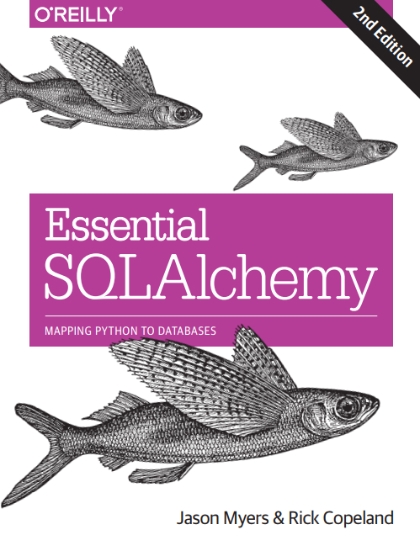 O'REILLY®
2nd Edition
Essential
SQLAlchemy
MAPPING PYTHON TO DATABASES
Jason Myers & Rick Copeland